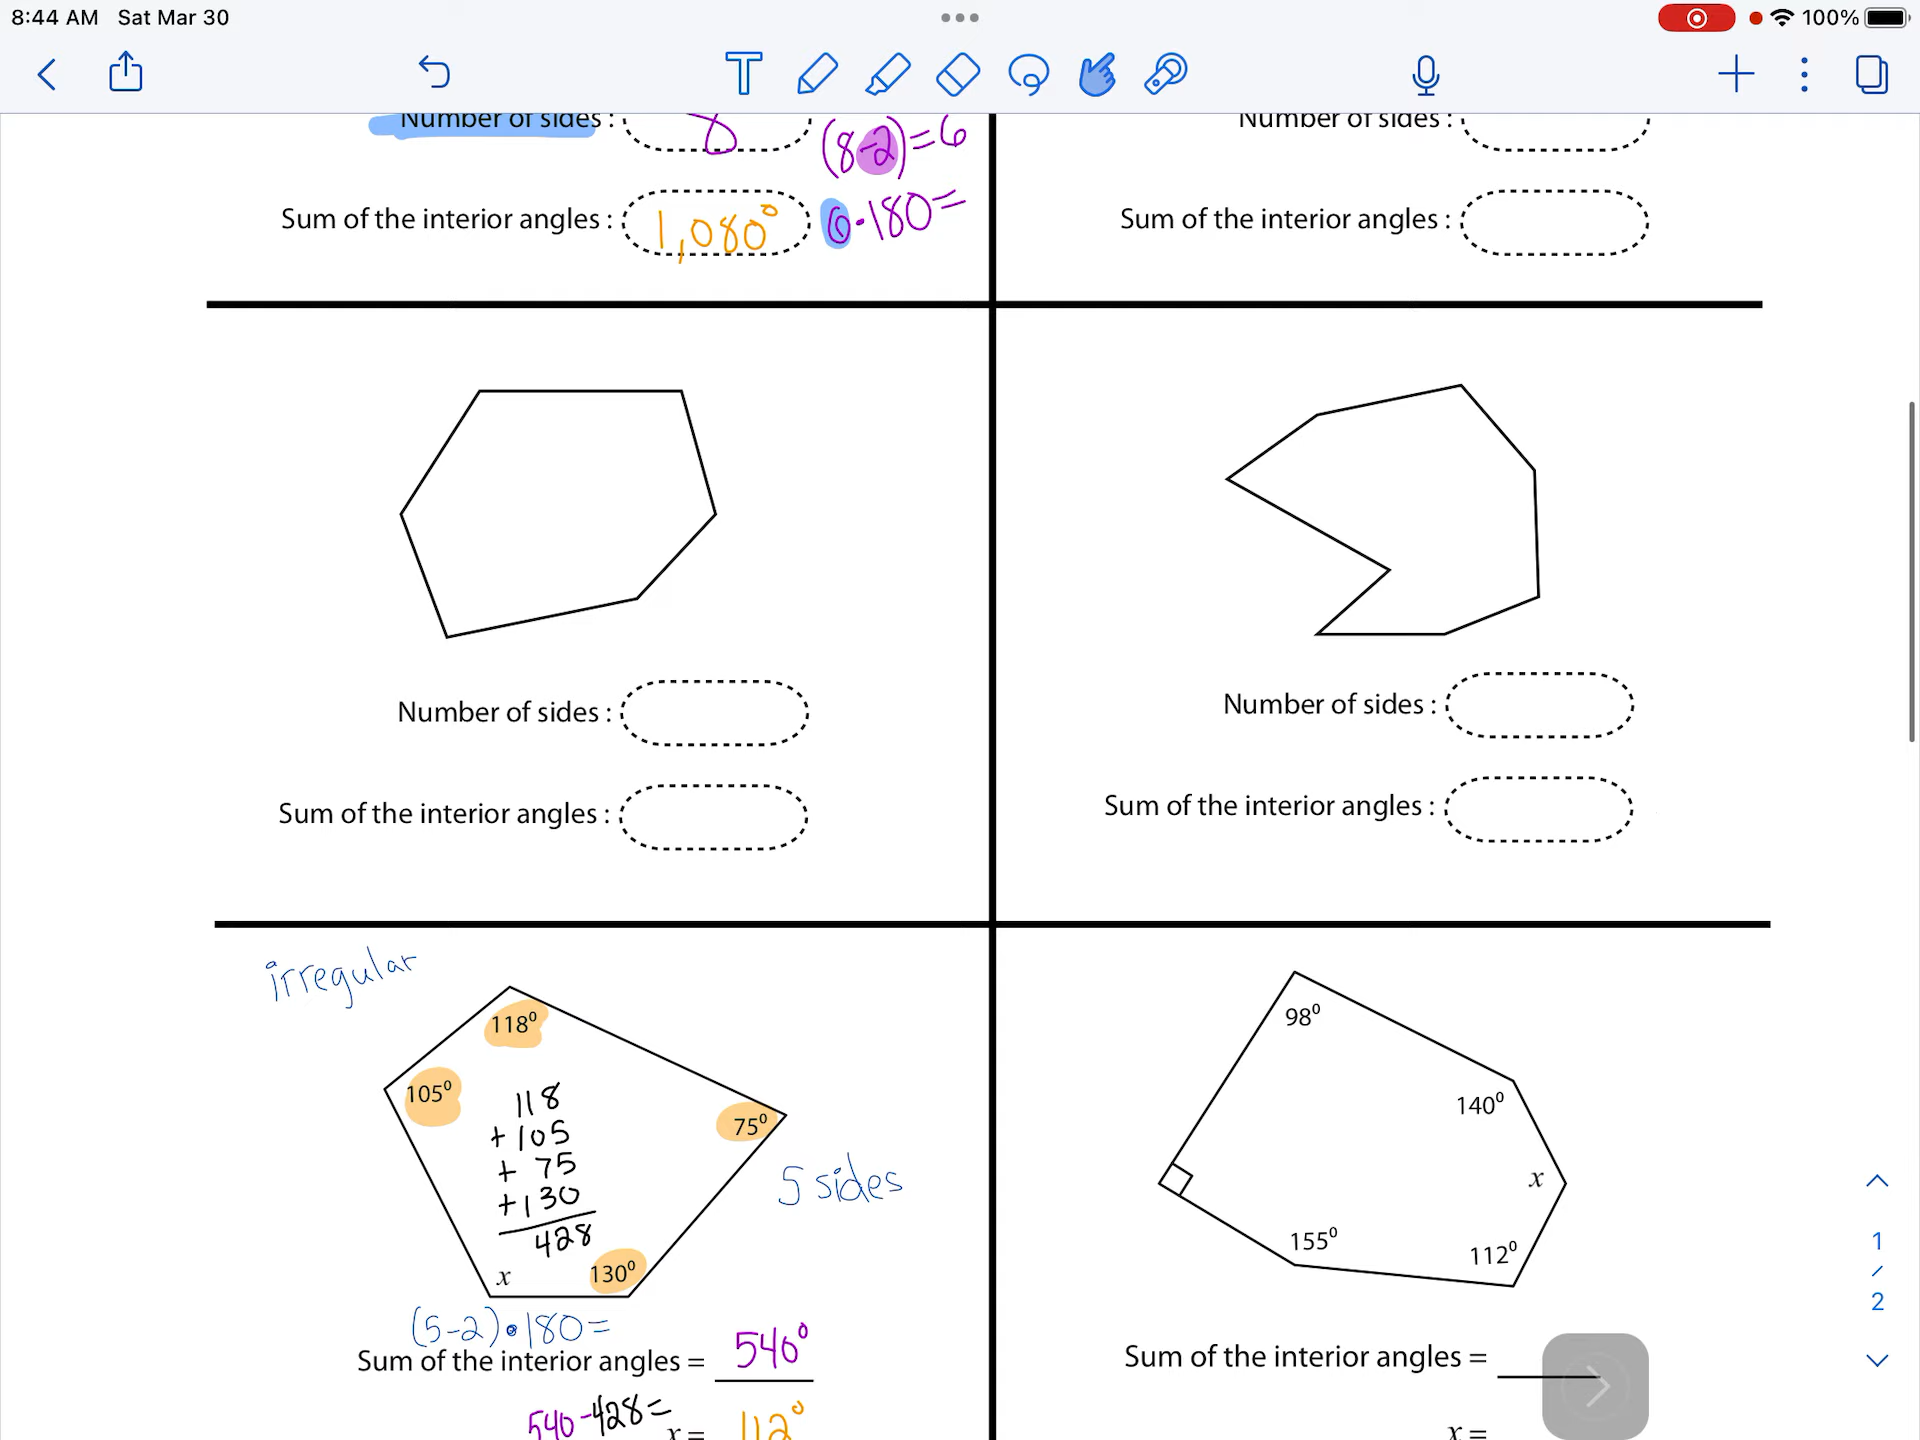 8:44 AM Sat Mar 30
100%
Number of sides : 8
(8-2)=6
Sum of the interior angles : 1,080°
6·180=
Number of sides :
Sum of the interior angles :
Number of sides :
Sum of the interior angles :
Number of sides :
Sum of the interior angles :
irregular
118°
105°
75°
118
+105
+ 75
+130
428
5 sides
x
130°
(5-2)•180=
Sum of the interior angles = 540°
540-428=
x = 112°
98°
140°
x
155°
112°
Sum of the interior angles =
x =
1
/
2